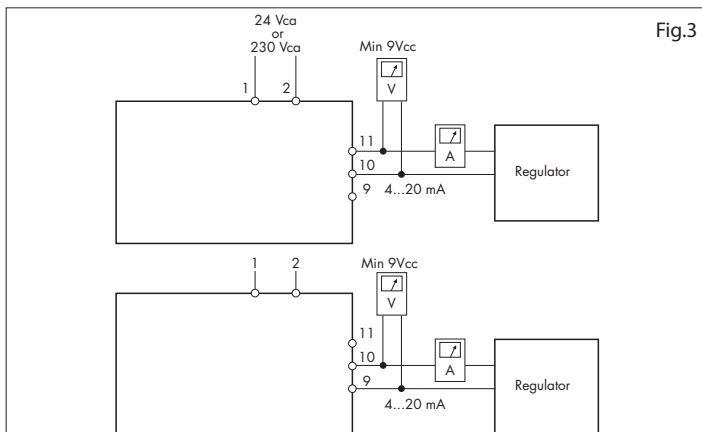 Fig.3
24 Vca
or
230 Vca
Min 9Vcc
1 2
V
11
A
10
Regulator
9 4...20 mA
1 2
Min 9Vcc
V
11
10
A
9
Regulator
4...20 mA